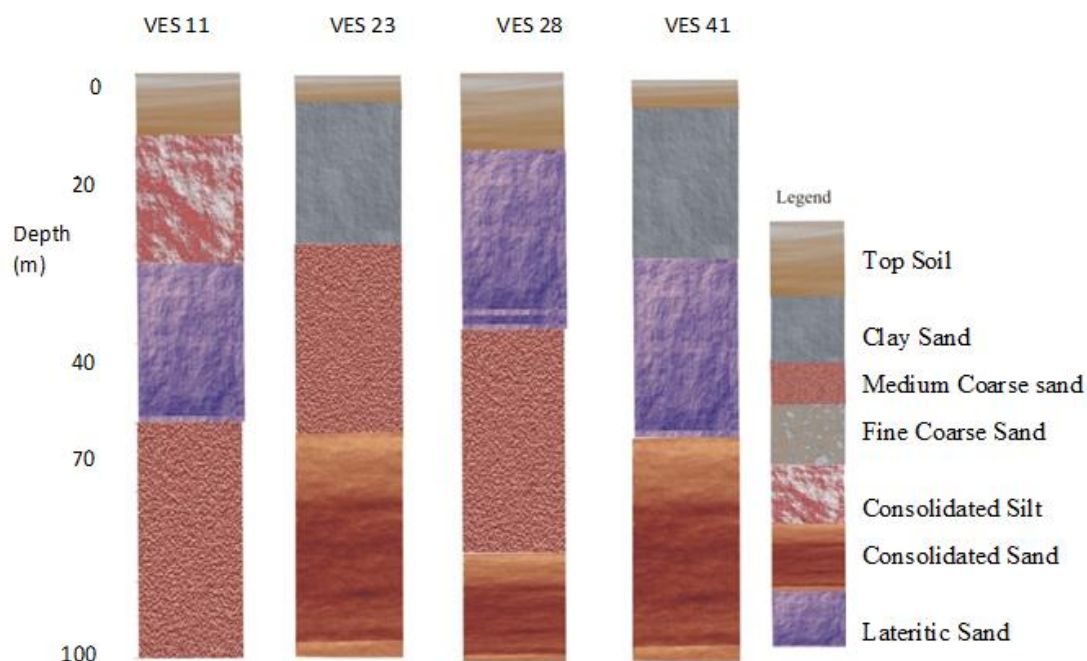 VES 11 VES 23 VES 28 VES 41
0
20
Depth
(m)
40
70
100
Legend
Top Soil
Clay Sand
Medium Coarse sand
Fine Coarse Sand
Consolidated Silt
Consolidated Sand
Lateritic Sand